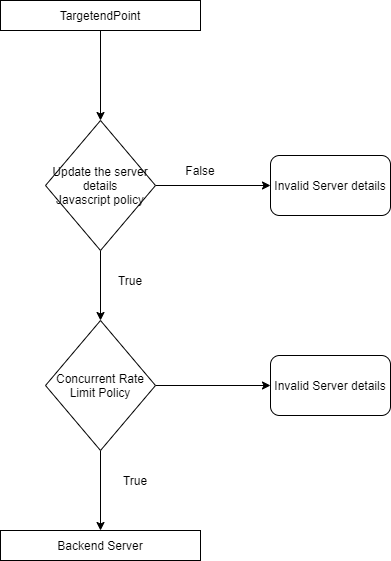 TargetendPoint
Update the server
details
Javascript policy
False
Invalid Server details
True
Concurrent Rate
Limit Policy
Invalid Server details
True
Backend Server